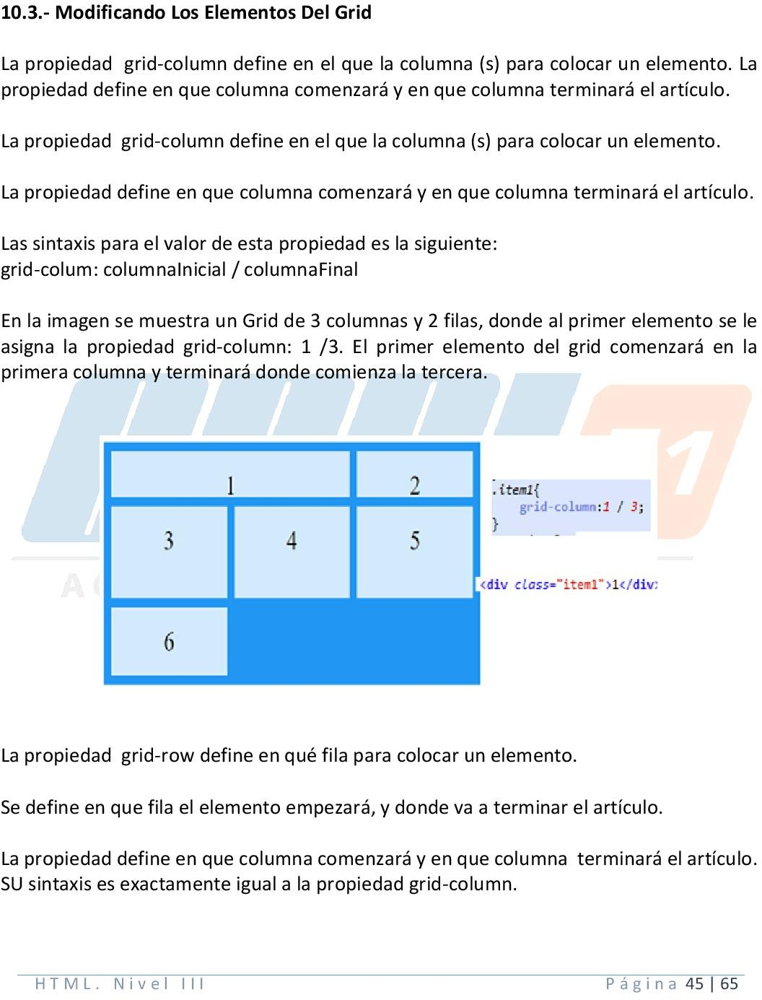 10.3.- Modificando Los Elementos Del Grid
La propiedad grid-column define en el que la columna (s) para colocar un elemento. La
propiedad define en que columna comenzará y en que columna terminará el artículo.
La propiedad grid-column define en el que la columna (s) para colocar un elemento.
La propiedad define en que columna comenzará y en que columna terminará el artículo.
Las sintaxis para el valor de esta propiedad es la siguiente:
grid-colum: columnaInicial / columnaFinal
En la imagen se muestra un Grid de 3 columnas y 2 filas, donde al primer elemento se le
asigna la propiedad grid-column: 1 /3. El primer elemento del grid comenzará en la
primera columna y terminará donde comienza la tercera.
1
1 2
.item1{
grid-column:1 / 3;
}
3 4 5
<div class="item1">1</div>
6
La propiedad grid-row define en qué fila para colocar un elemento.
Se define en que fila el elemento empezará, y donde va a terminar el artículo.
La propiedad define en que columna comenzará y en que columna terminará el artículo.
SU sintaxis es exactamente igual a la propiedad grid-column.
HTML. Nivel III Página 45 | 65